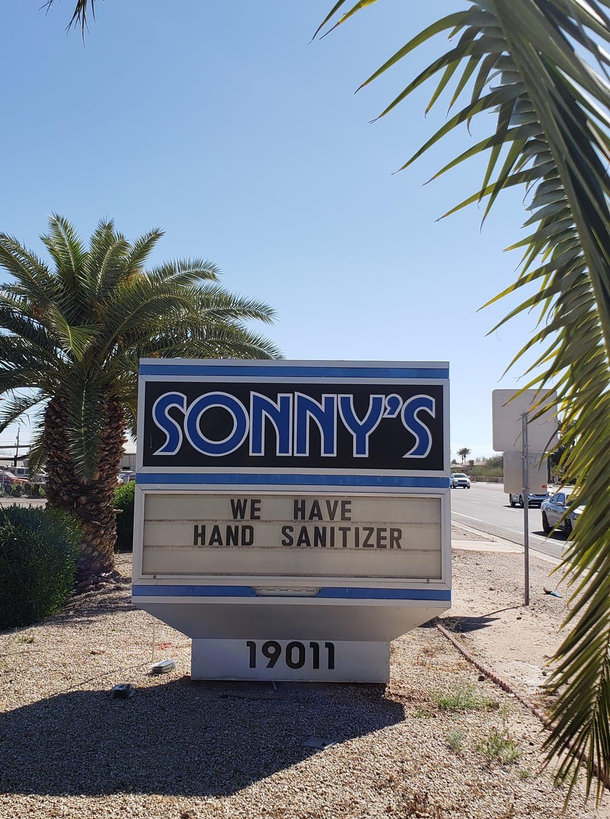 SONNY'S
WE HAVE
HAND SANITIZER
19011